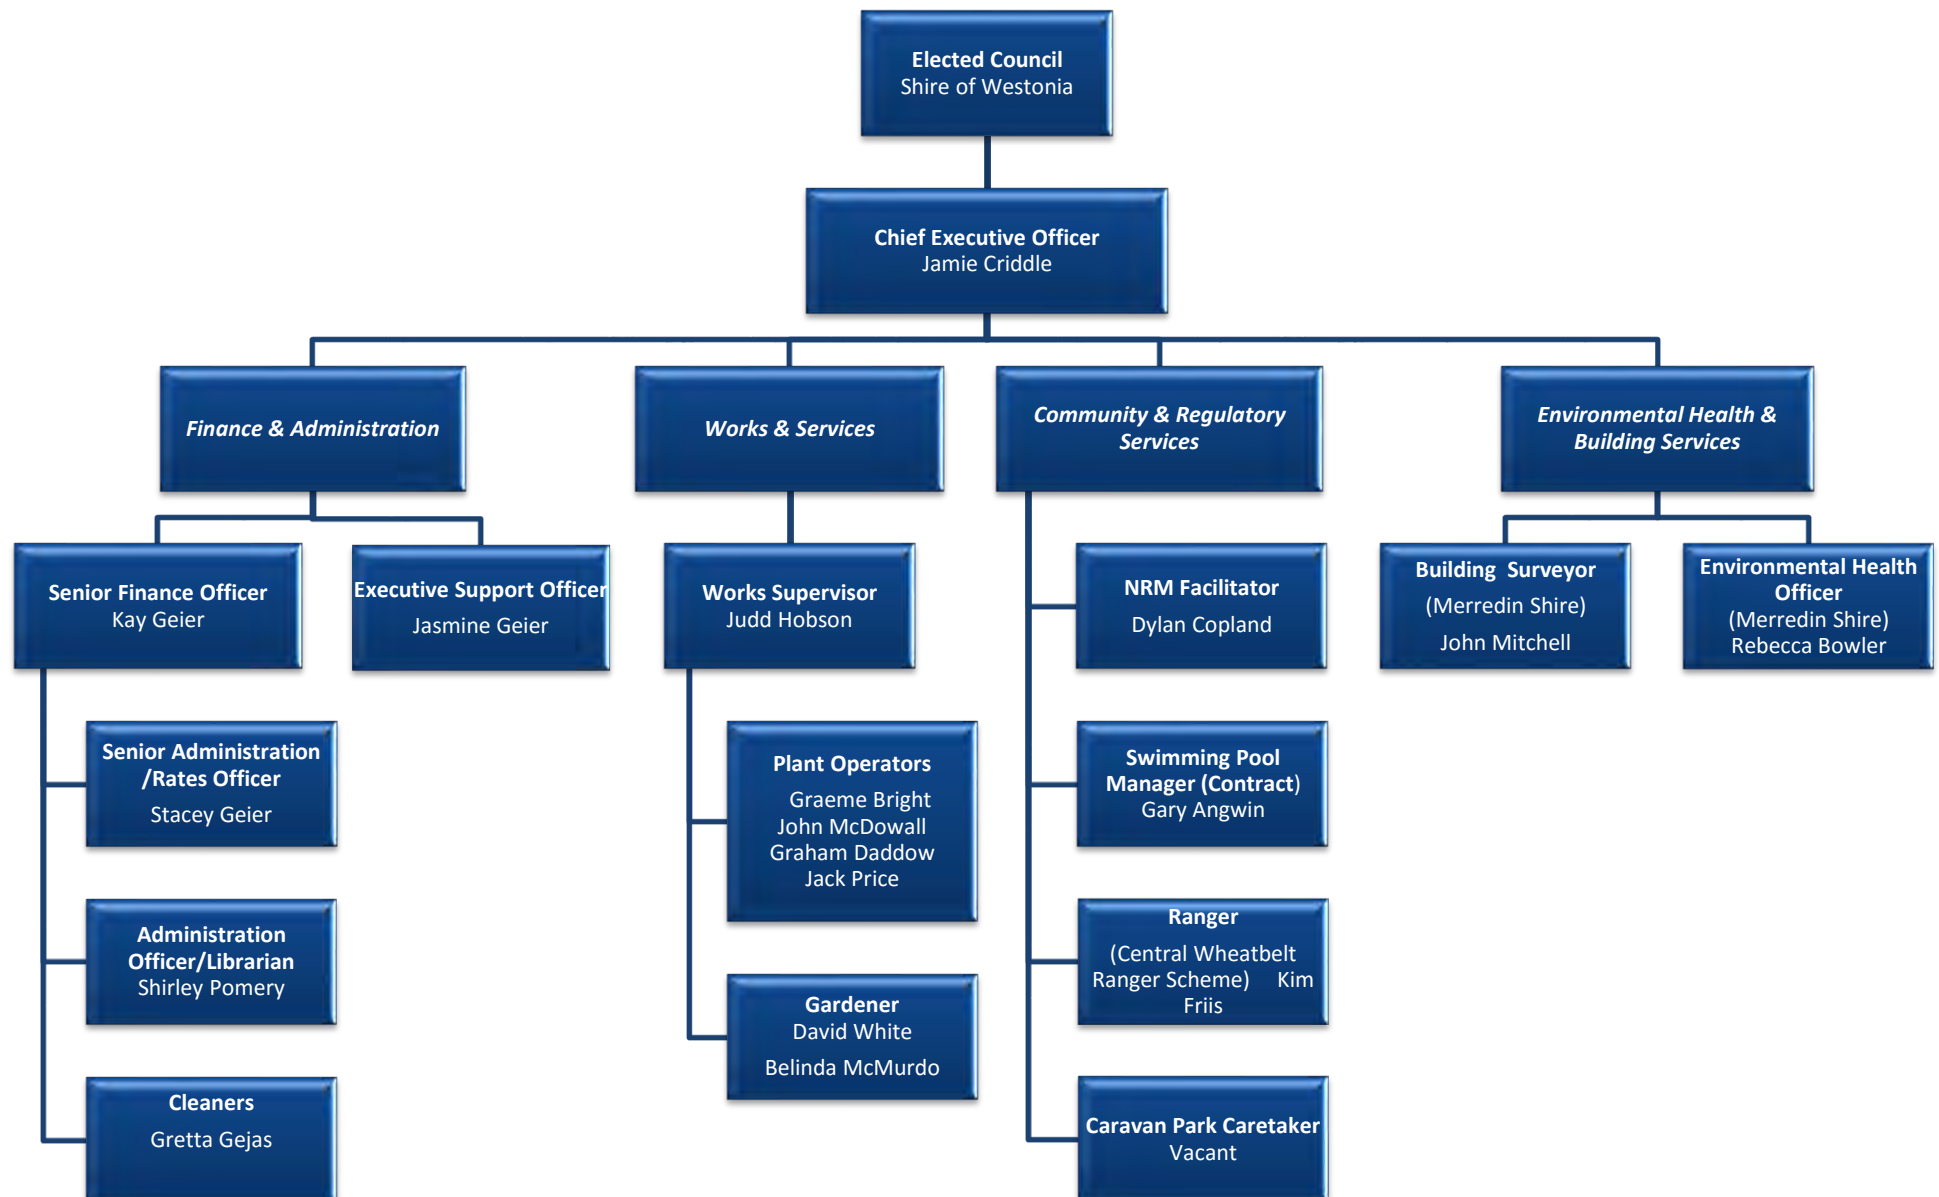 Elected Council
Shire of Westonia
Chief Executive Officer
Jamie Criddle
Finance & Administration
Works & Services
Community & Regulatory
Services
Environmental Health &
Building Services
Senior Finance Officer
Kay Geier
Executive Support Officer
Jasmine Geier
Works Supervisor
Judd Hobson
NRM Facilitator
Dylan Copland
Building Surveyor
(Merredin Shire)
John Mitchell
Environmental Health
Officer
(Merredin Shire)
Rebecca Bowler
Senior Administration
/Rates Officer
Stacey Geier
Plant Operators
Graeme Bright
John McDowall
Graham Daddow
Jack Price
Swimming Pool
Manager (Contract)
Gary Angwin
Administration
Officer/Librarian
Shirley Pomery
Gardener
David White
Belinda McMurdo
Ranger
(Central Wheatbelt
Ranger Scheme) Kim
Friis
Cleaners
Gretta Gejas
Caravan Park Caretaker
Vacant